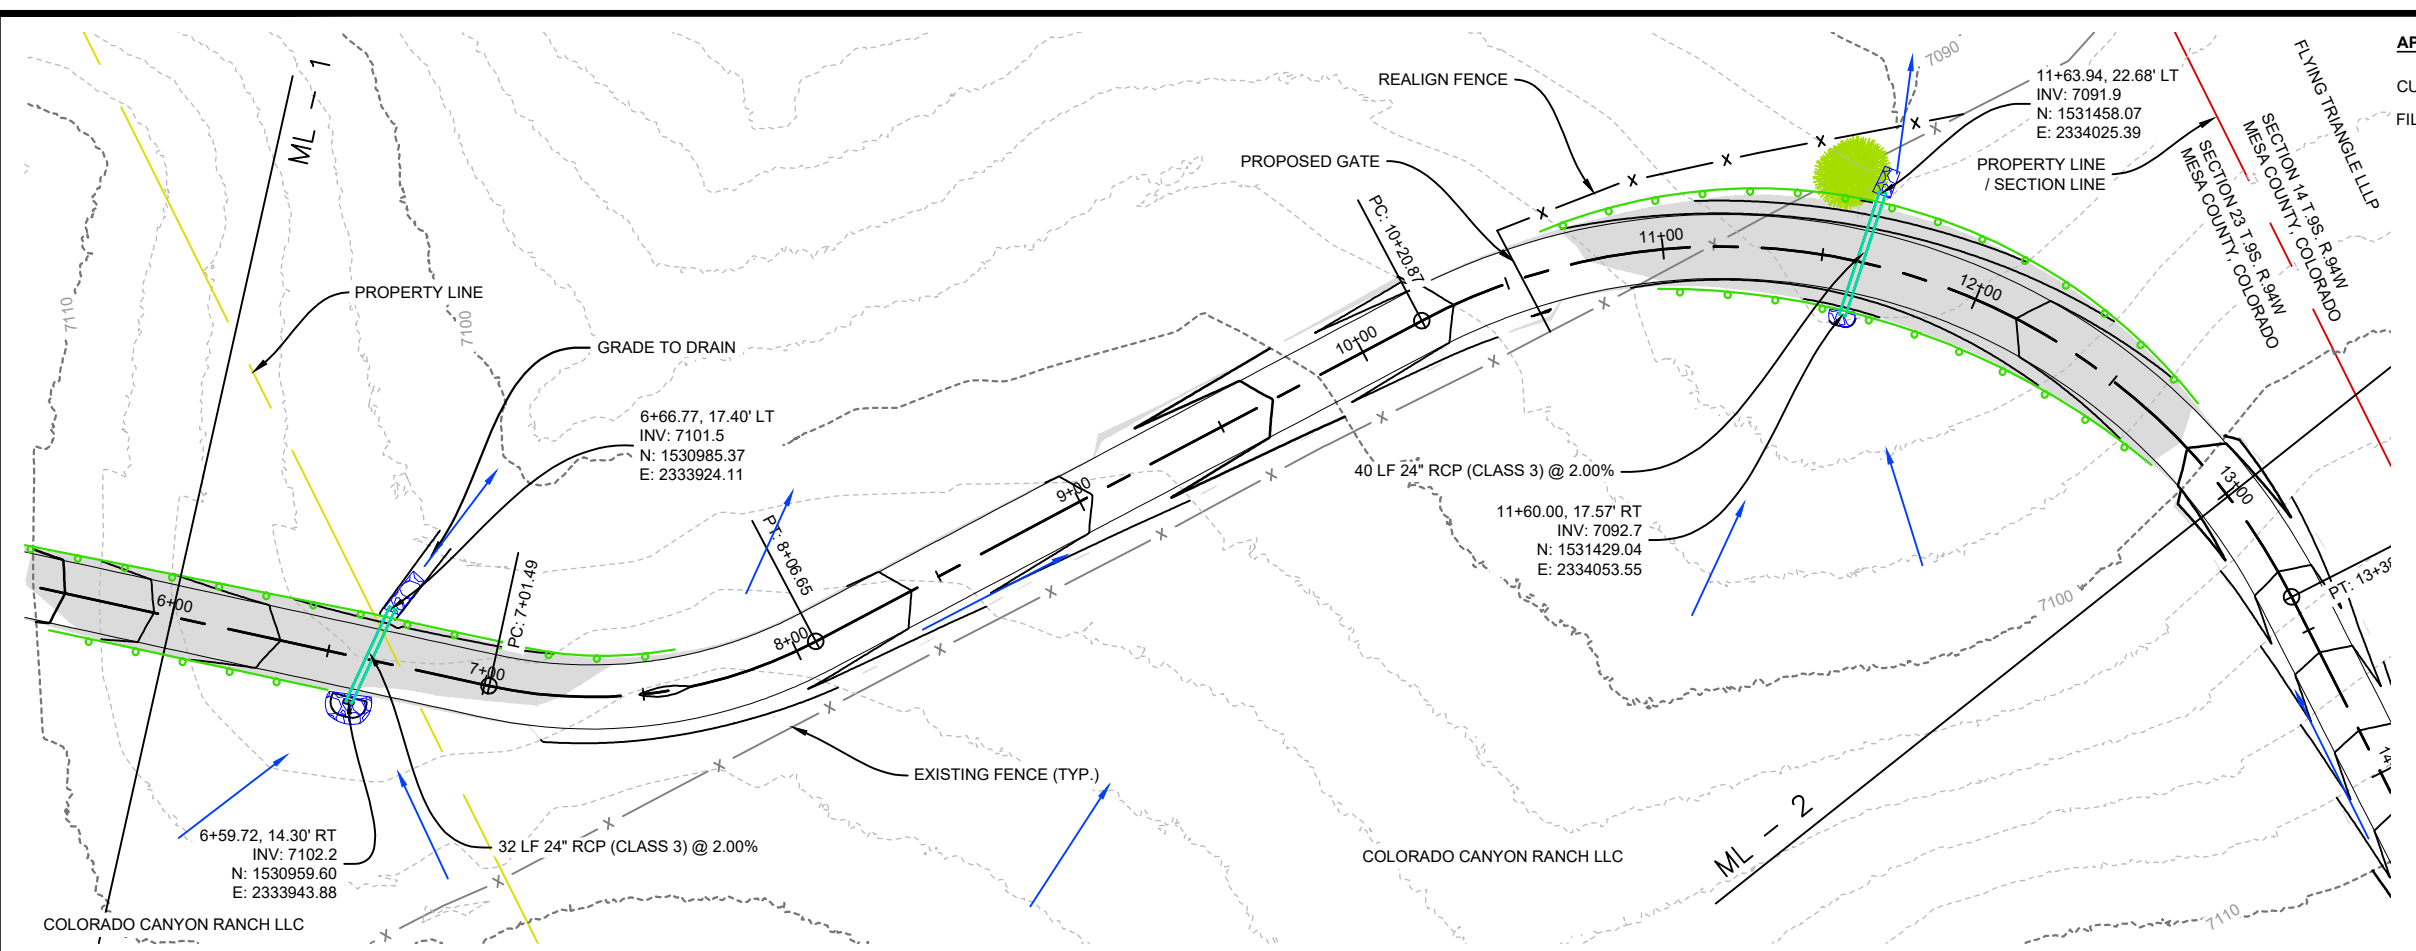 ML - 1
7110
PROPERTY LINE
7100
GRADE TO DRAIN
6+66.77, 17.40' LT
INV: 7101.5
N: 1530985.37
E: 2333924.11
6+00
7+00
PC: 7+01.49
PT: 8+06.65
8+00
9+00
10+00
PC: 10+20.87
6+59.72, 14.30' RT
INV: 7102.2
N: 1530959.60
E: 2333943.88
32 LF 24" RCP (CLASS 3) @ 2.00%
COLORADO CANYON RANCH LLC
EXISTING FENCE (TYP.)
REALIGN FENCE
PROPOSED GATE
11+00
12+00
13+00
7090
11+63.94, 22.68' LT
INV: 7091.9
N: 1531458.07
E: 2334025.39
PROPERTY LINE
/ SECTION LINE
FLYING TRIANGLE LLLP
SECTION 14 T.9S. R.94W
MESA COUNTY, COLORADO
SECTION 23 T.9S. R.94W
MESA COUNTY, COLORADO
40 LF 24" RCP (CLASS 3) @ 2.00%
11+60.00, 17.57' RT
INV: 7092.7
N: 1531429.04
E: 2334053.55
7100
PT: 13+38
14
ML - 2
COLORADO CANYON RANCH LLC
7110
AP
CU
FIL